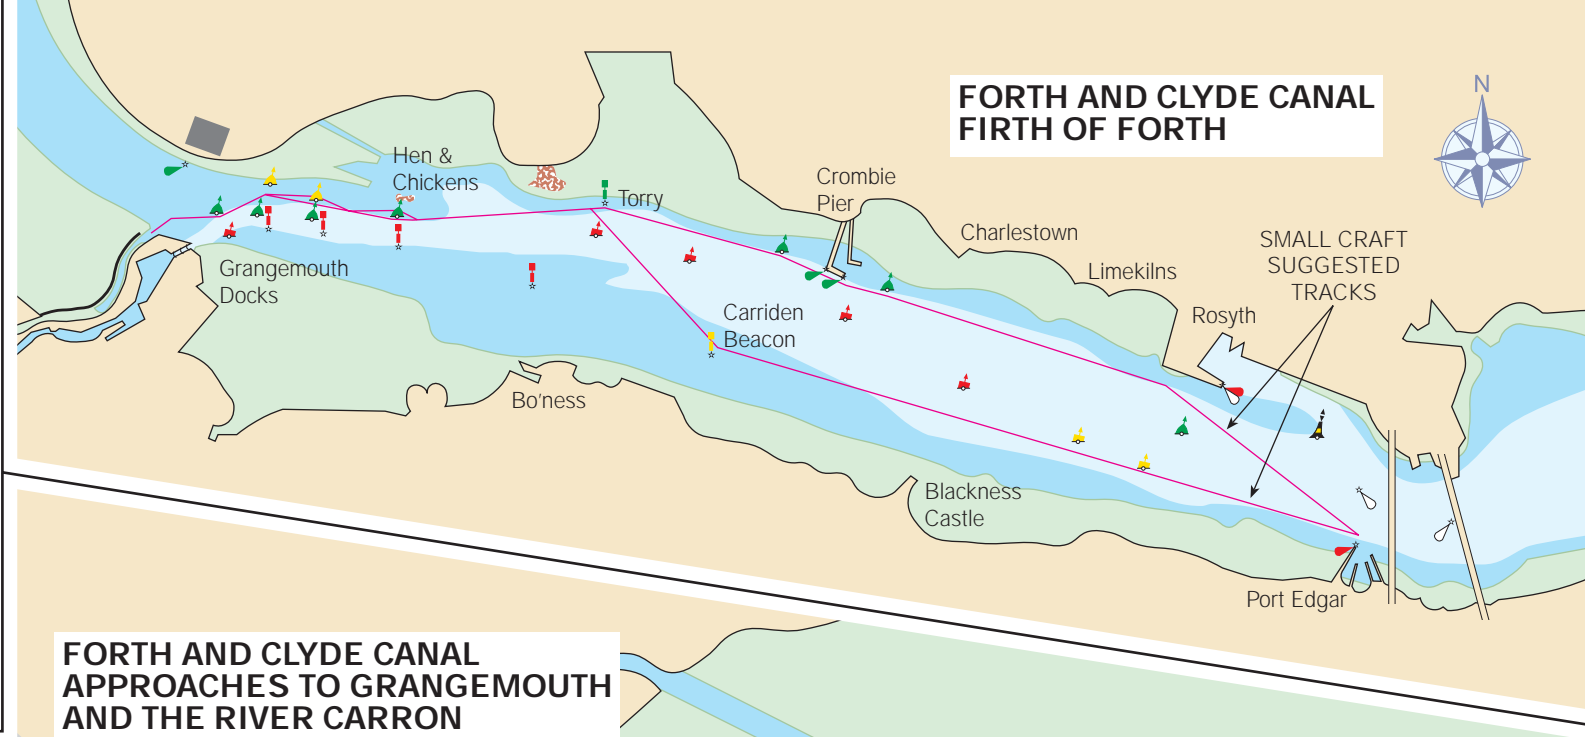 FORTH AND CLYDE CANAL
FIRTH OF FORTH
N
Hen &
Chickens
Torry
Crombie
Pier
Charlestown
Limekilns
SMALL CRAFT
SUGGESTED
TRACKS
Rosyth
Grangemouth
Docks
Carriden
Beacon
Bo'ness
Blackness
Castle
Port Edgar
FORTH AND CLYDE CANAL
APPROACHES TO GRANGEMOUTH
AND THE RIVER CARRON